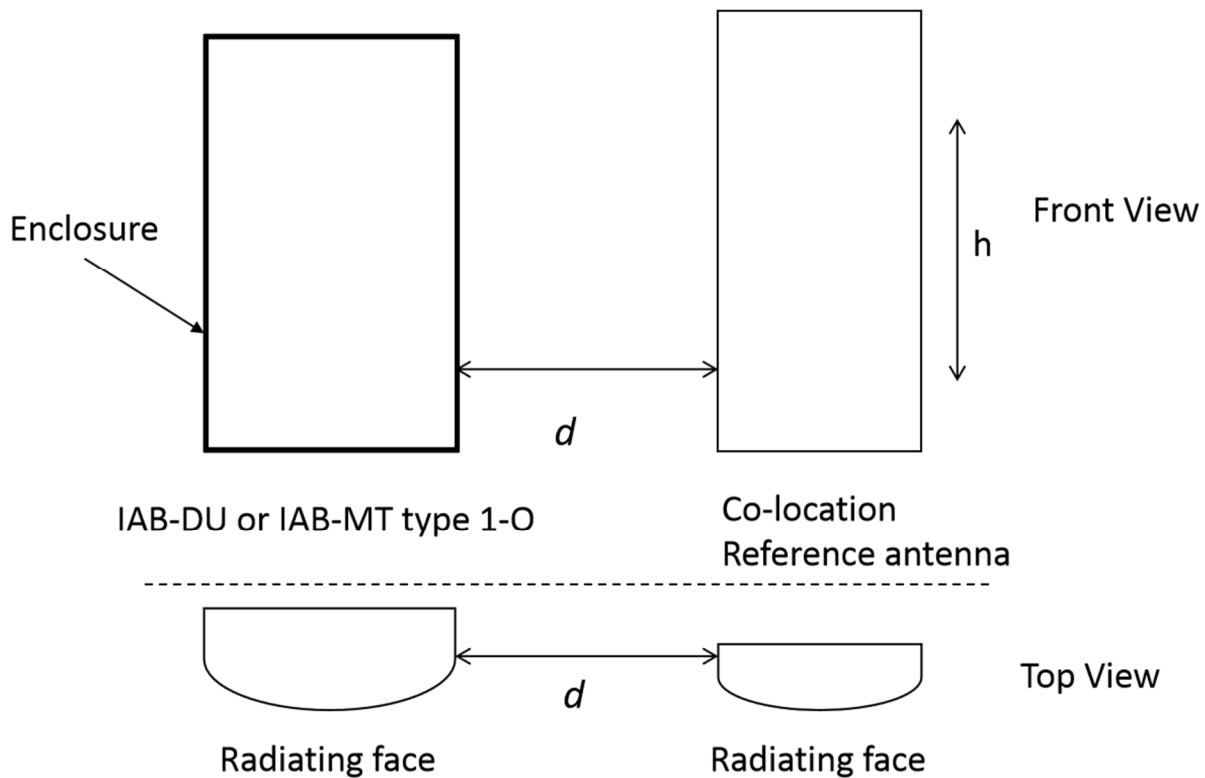 Front View
Enclosure
h
d
IAB-DU or IAB-MT type 1-O
Co-location
Reference antenna
d
Top View
Radiating face
Radiating face